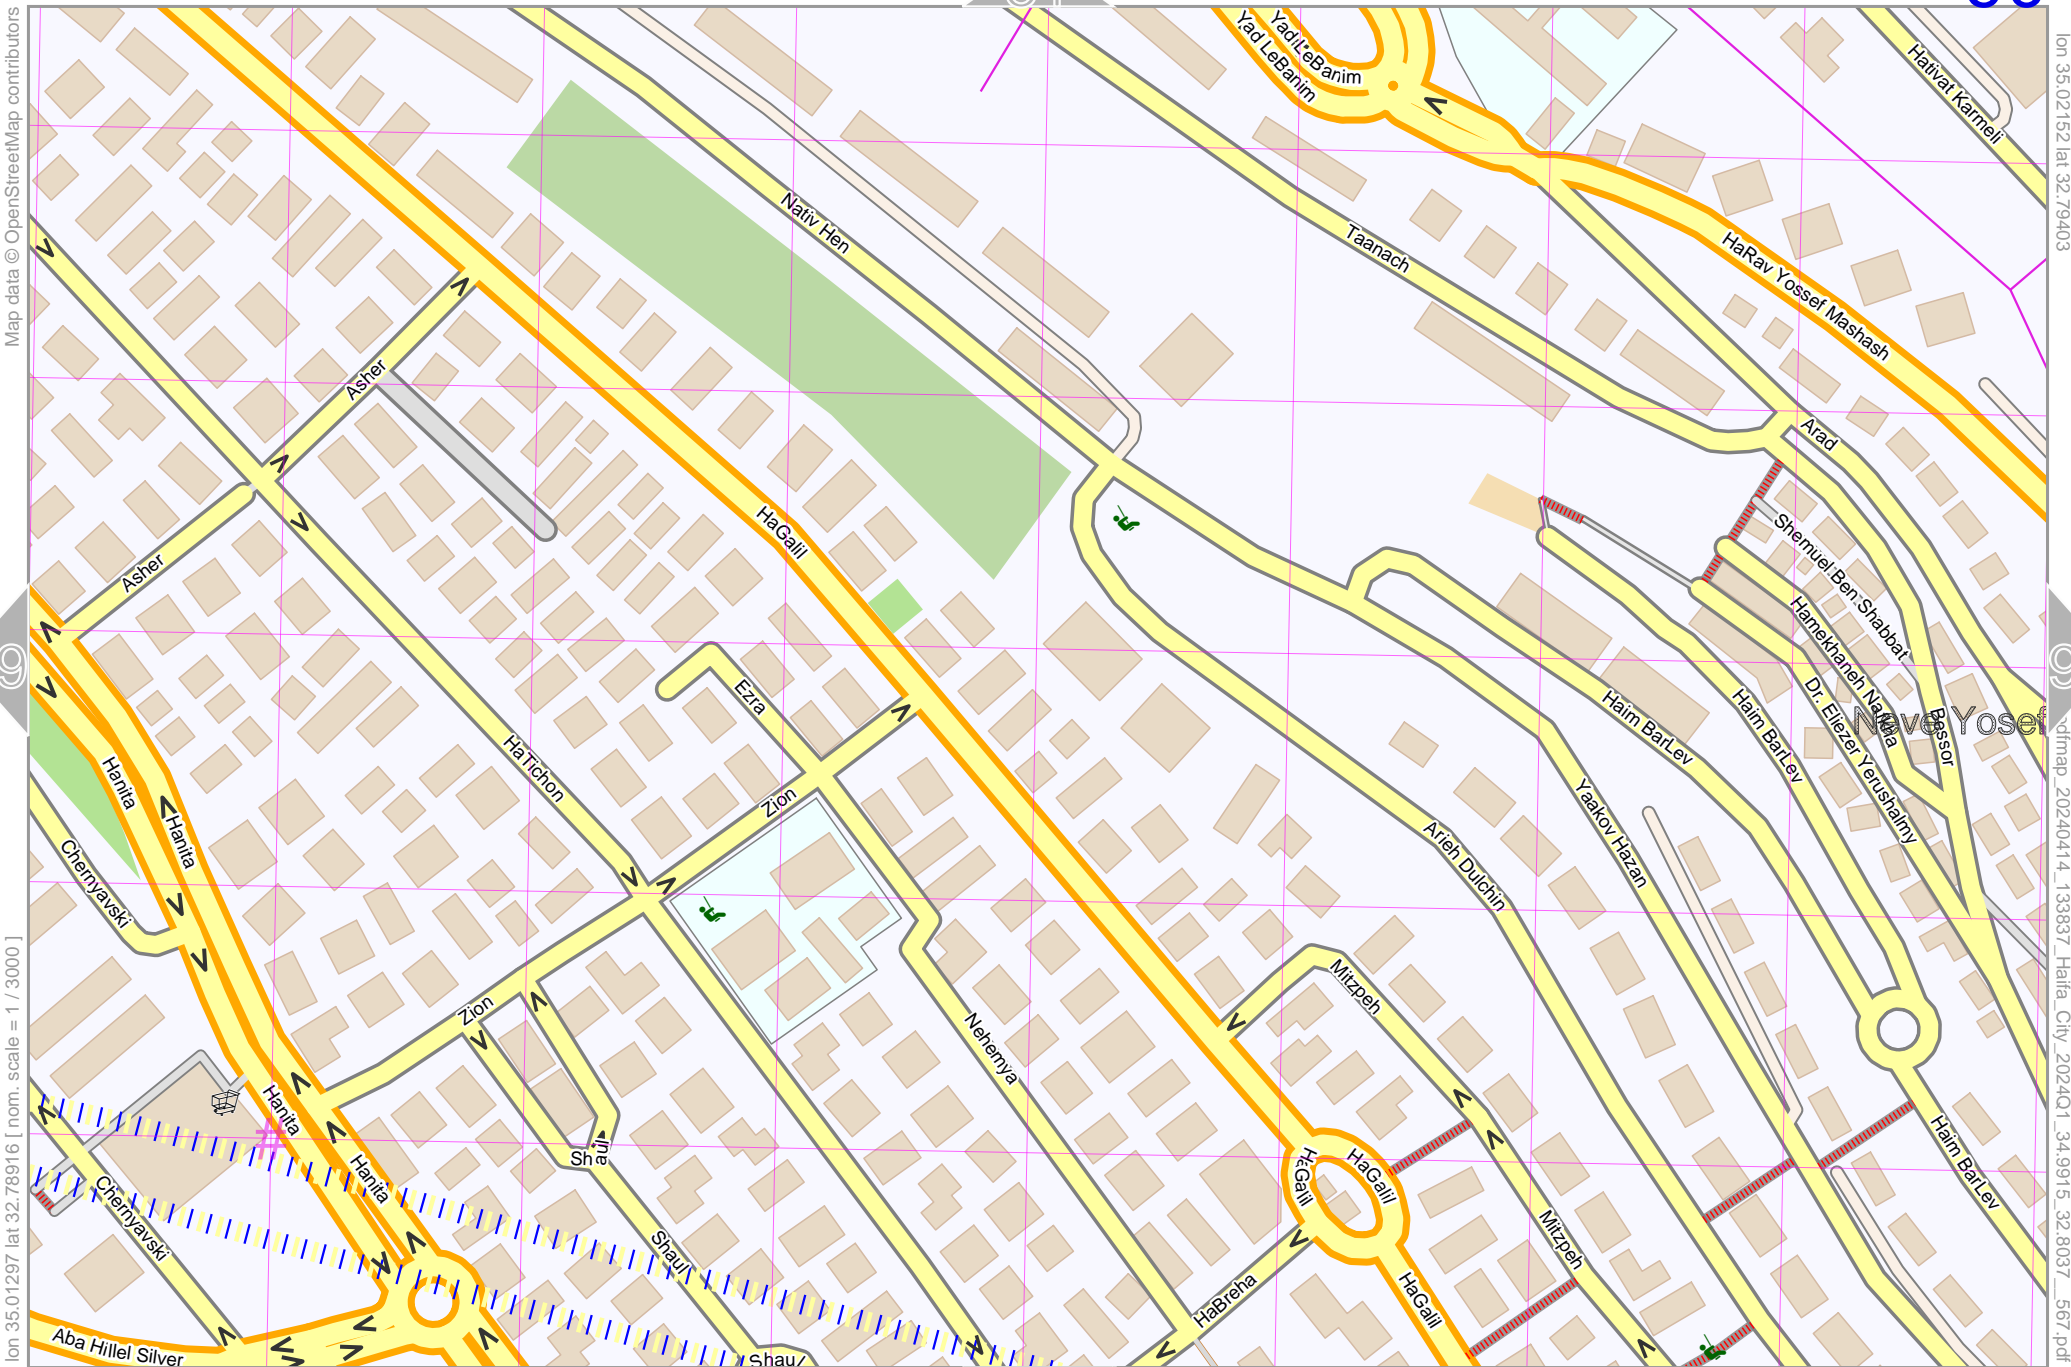 Map data © OpenStreetMap contributors
lon 35.01297 lat 32.78916 [ nom. scale = 1 / 3000 ]
lon 35.02152 lat 32.79403
Yad LeBanim
Yad LeBanim
Hativat Karmeli
Nativ Hen
Taanach
HaRav Yossef Mashash
Asher
Arad
HaGalil
Asher
Shemuel Ben Shabbat
Hamekhaneh Nafha
Neve Yosef
Bessor
Dr. Eliezer Yerushalmy
Haim BarLev
Haim BarLev
Ezra
HaTichon
Zion
Hanita
Hanita
Chernyavski
Yaakov Hazan
Arieh Dulchin
Mitzpeh
Zion
Nehemya
Hanita
Hanita
Shaul
HaGalil
HaGalil
Haim BarLev
Chernyavski
Shaul
Mitzpeh
HaBreha
HaGalil
Aba Hillel Silver
Shaul
9
9